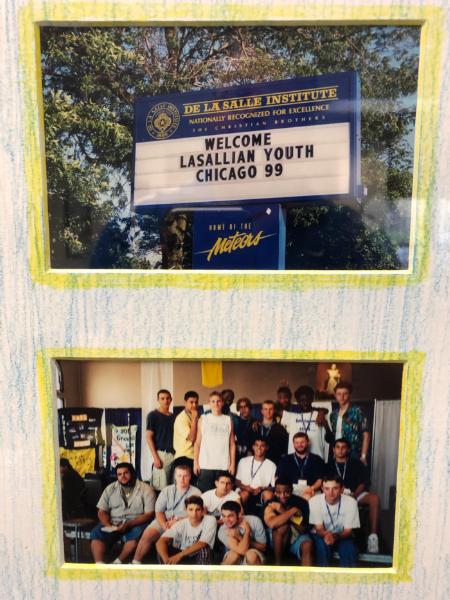 DE LA SALLE INSTITUTE
NATIONALLY RECOGNIZED FOR EXCELLENCE
THE CHRISTIAN BROTHERS
WELCOME
LASALLIAN YOUTH
CHICAGO 99
HOME OF THE
Meteors